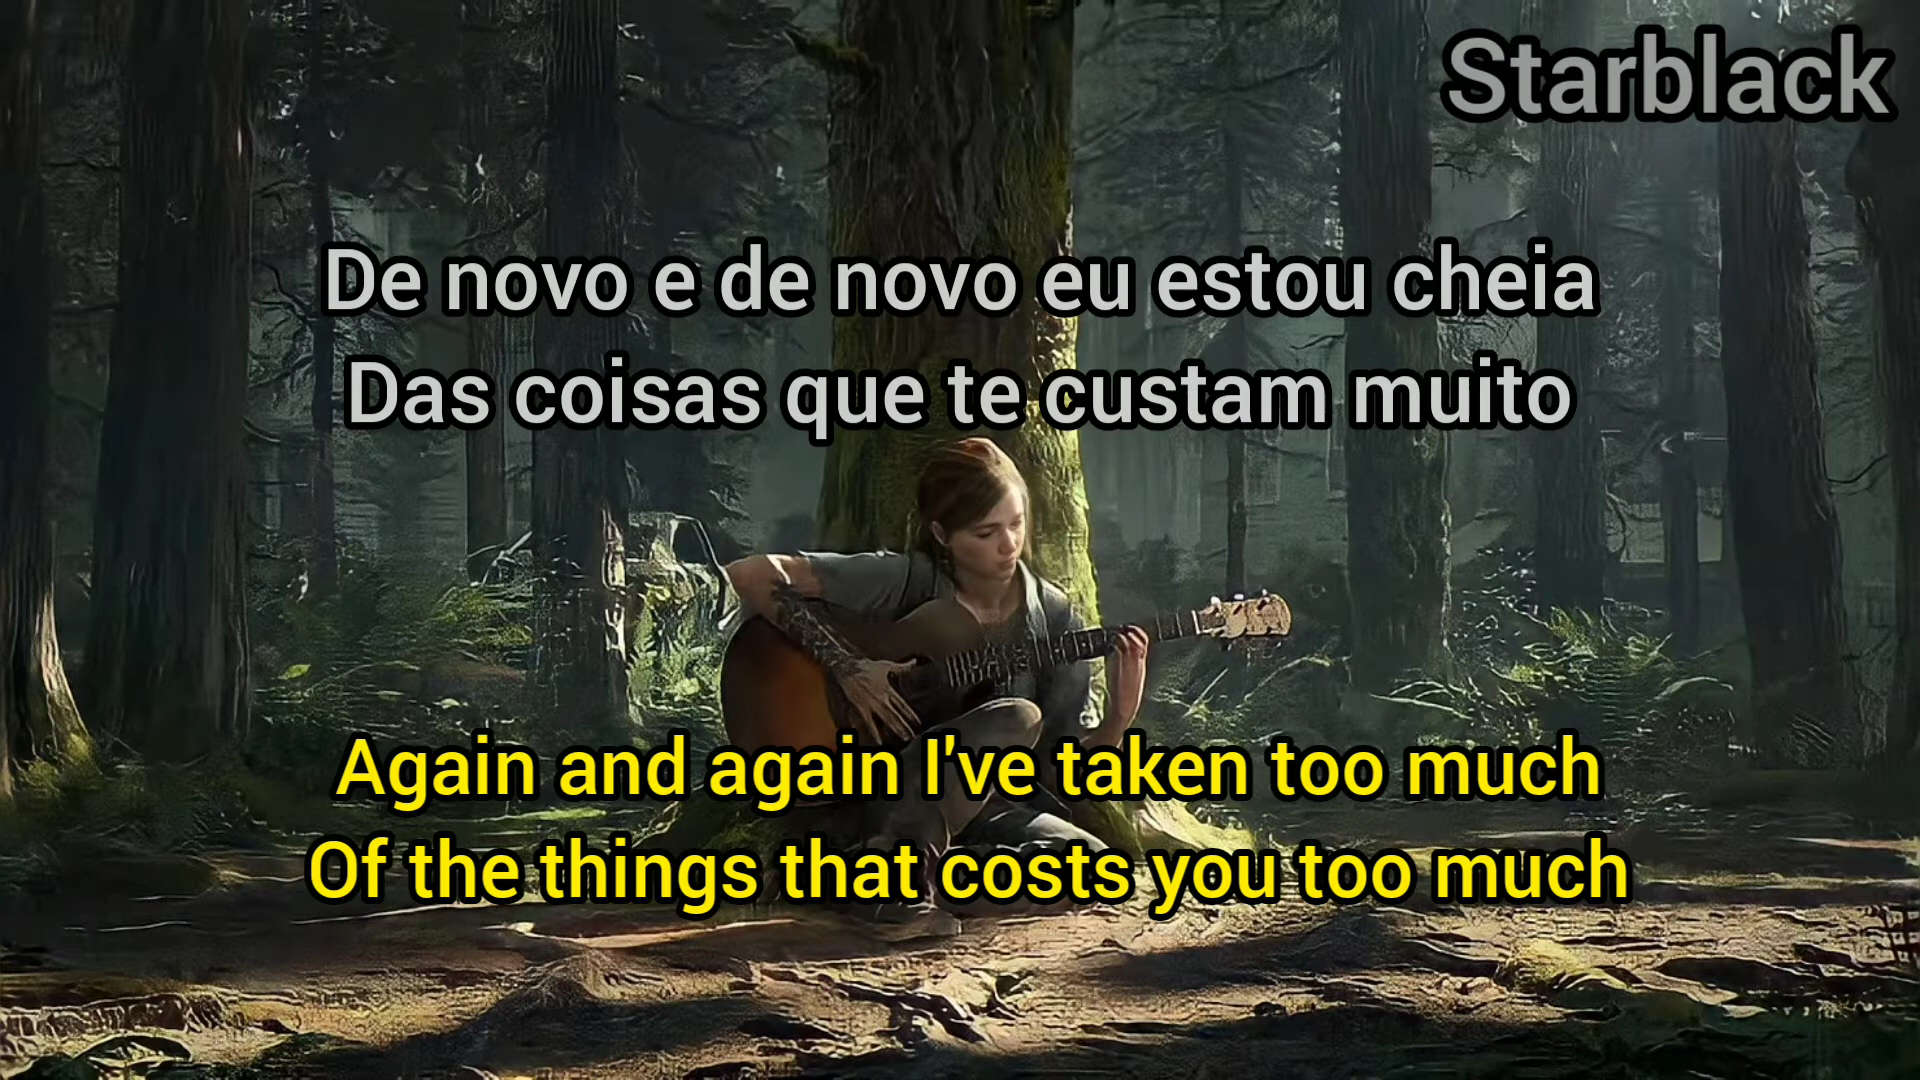 Starblack
De novo e de novo eu estou cheia
Das coisas que te custam muito
Again and again I've taken too much
Of the things that costs you too much